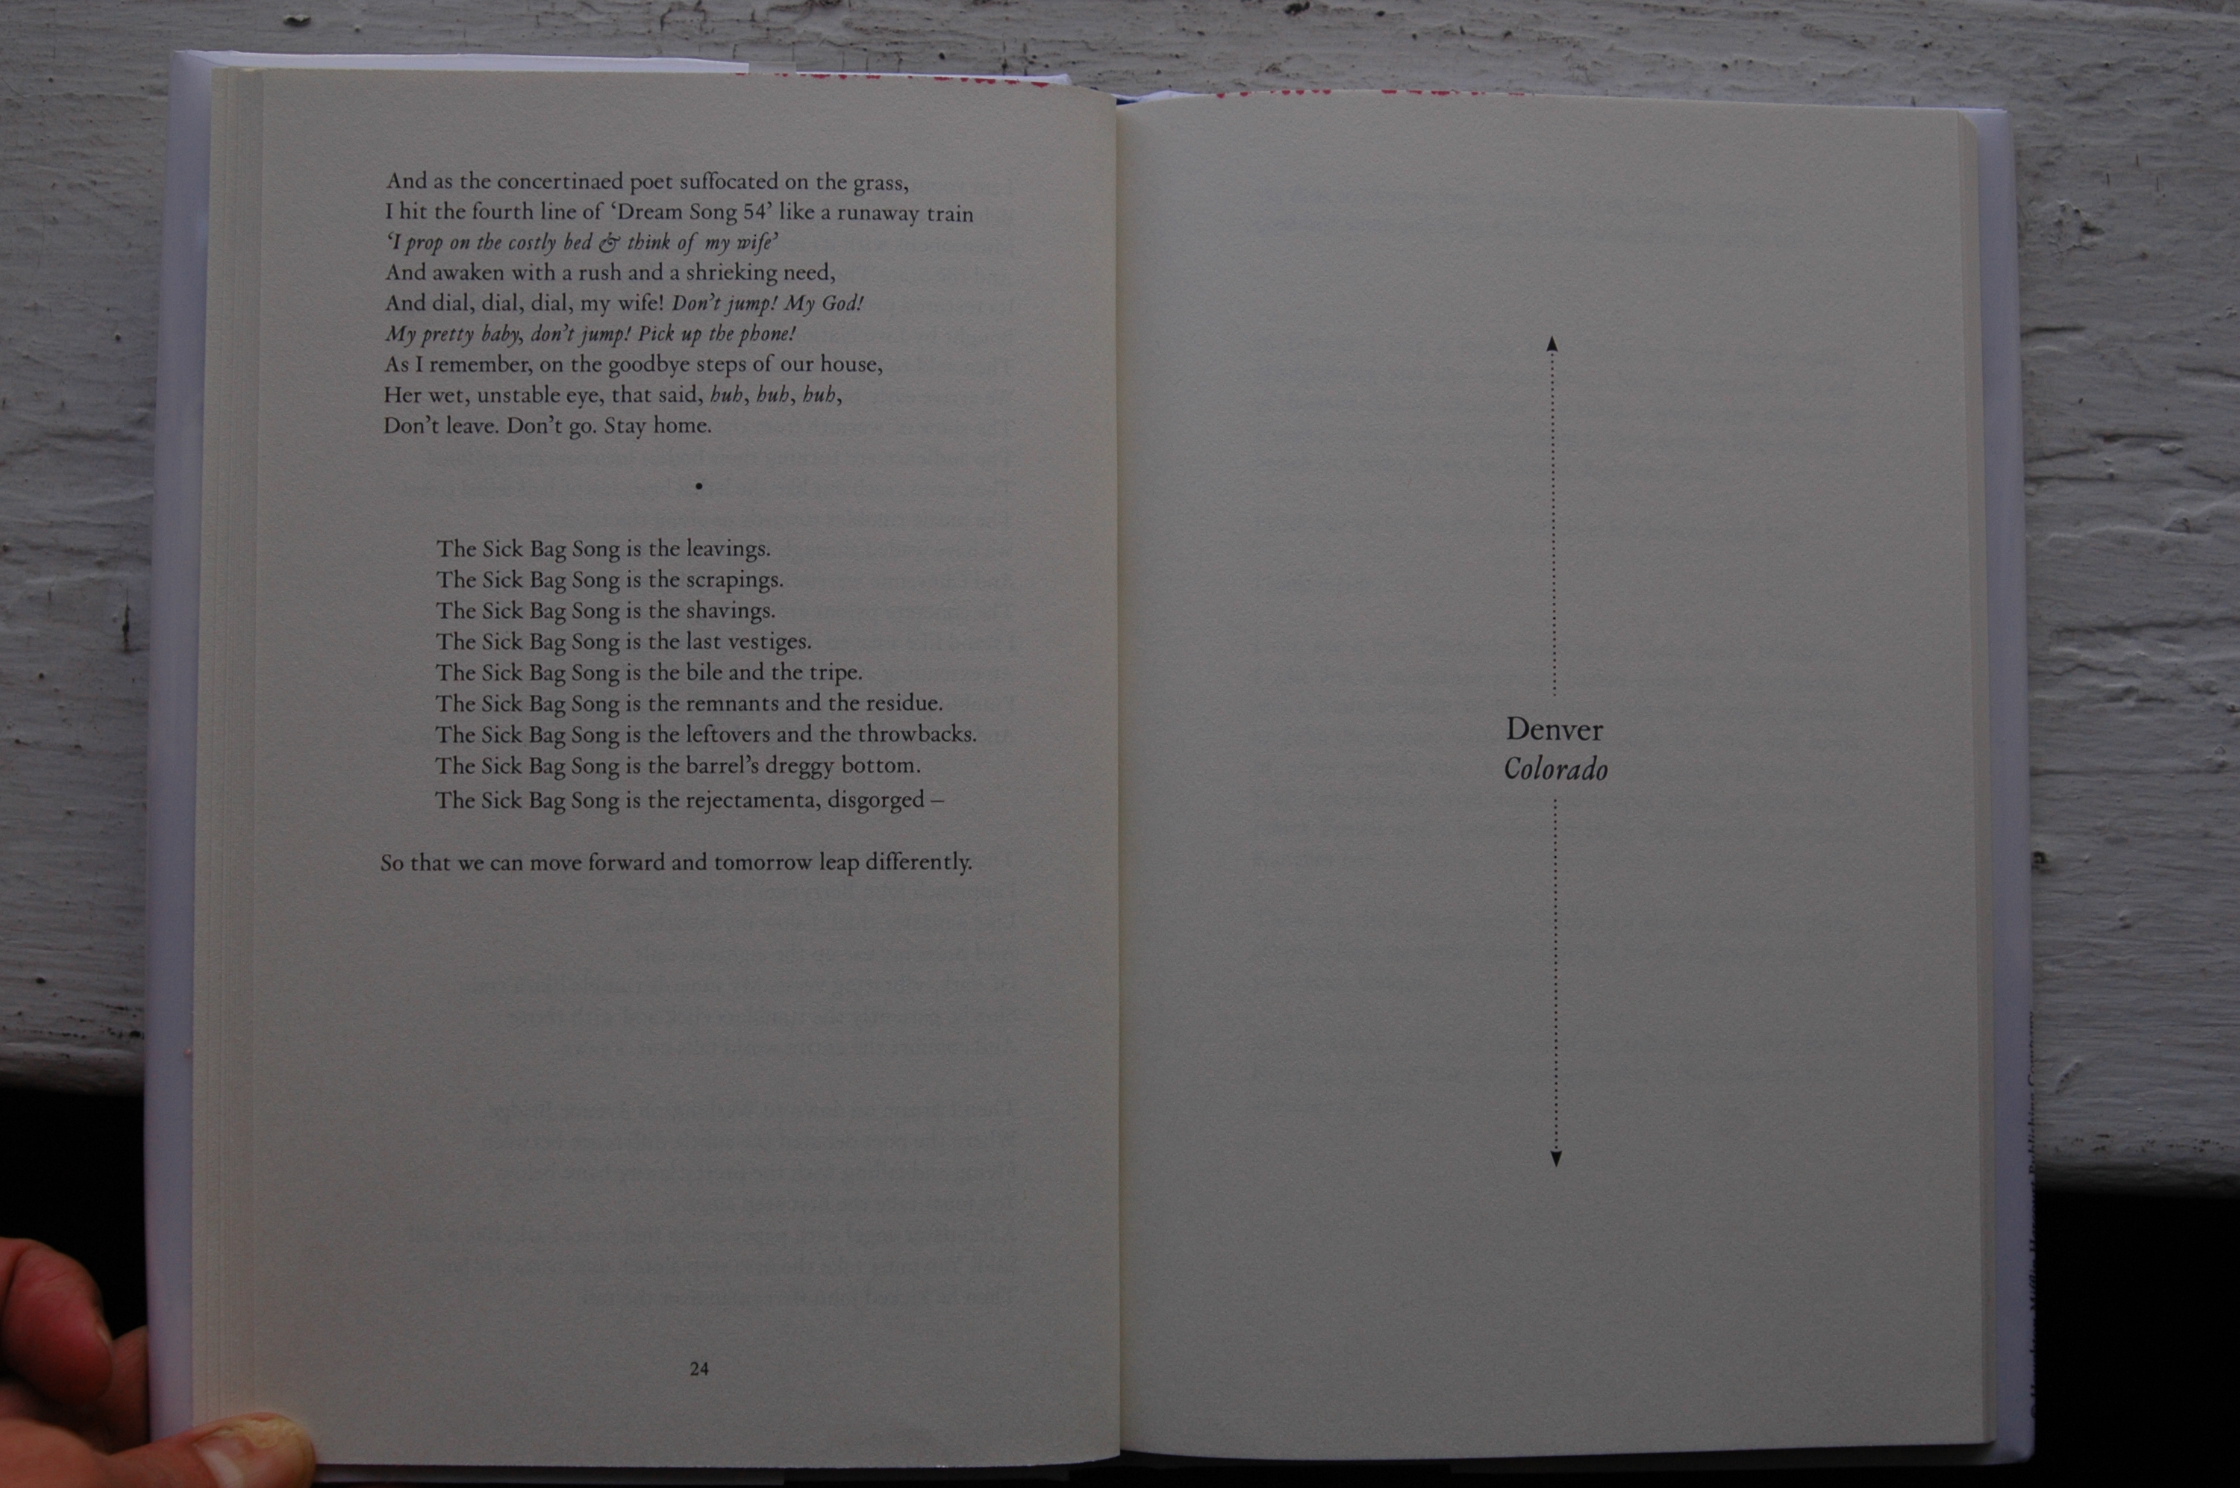 And as the concertinaed poet suffocated on the grass,
I hit the fourth line of ‘Dream Song 54’ like a runaway train
‘I prop on the costly bed & think of my wife’
And awaken with a rush and a shrieking need,
And dial, dial, dial, my wife! Don’t jump! My God!
My pretty baby, don’t jump! Pick up the phone!
As I remember, on the goodbye steps of our house,
Her wet, unstable eye, that said, huh, huh, huh,
Don’t leave. Don’t go. Stay home.
•
The Sick Bag Song is the leavings.
The Sick Bag Song is the scrapings.
The Sick Bag Song is the shavings.
The Sick Bag Song is the last vestiges.
The Sick Bag Song is the bile and the tripe.
The Sick Bag Song is the remnants and the residue.
The Sick Bag Song is the leftovers and the throwbacks.
The Sick Bag Song is the barrel’s dreggy bottom.
The Sick Bag Song is the rejectamenta, disgorged –
So that we can move forward and tomorrow leap differently.
24
Denver
Colorado